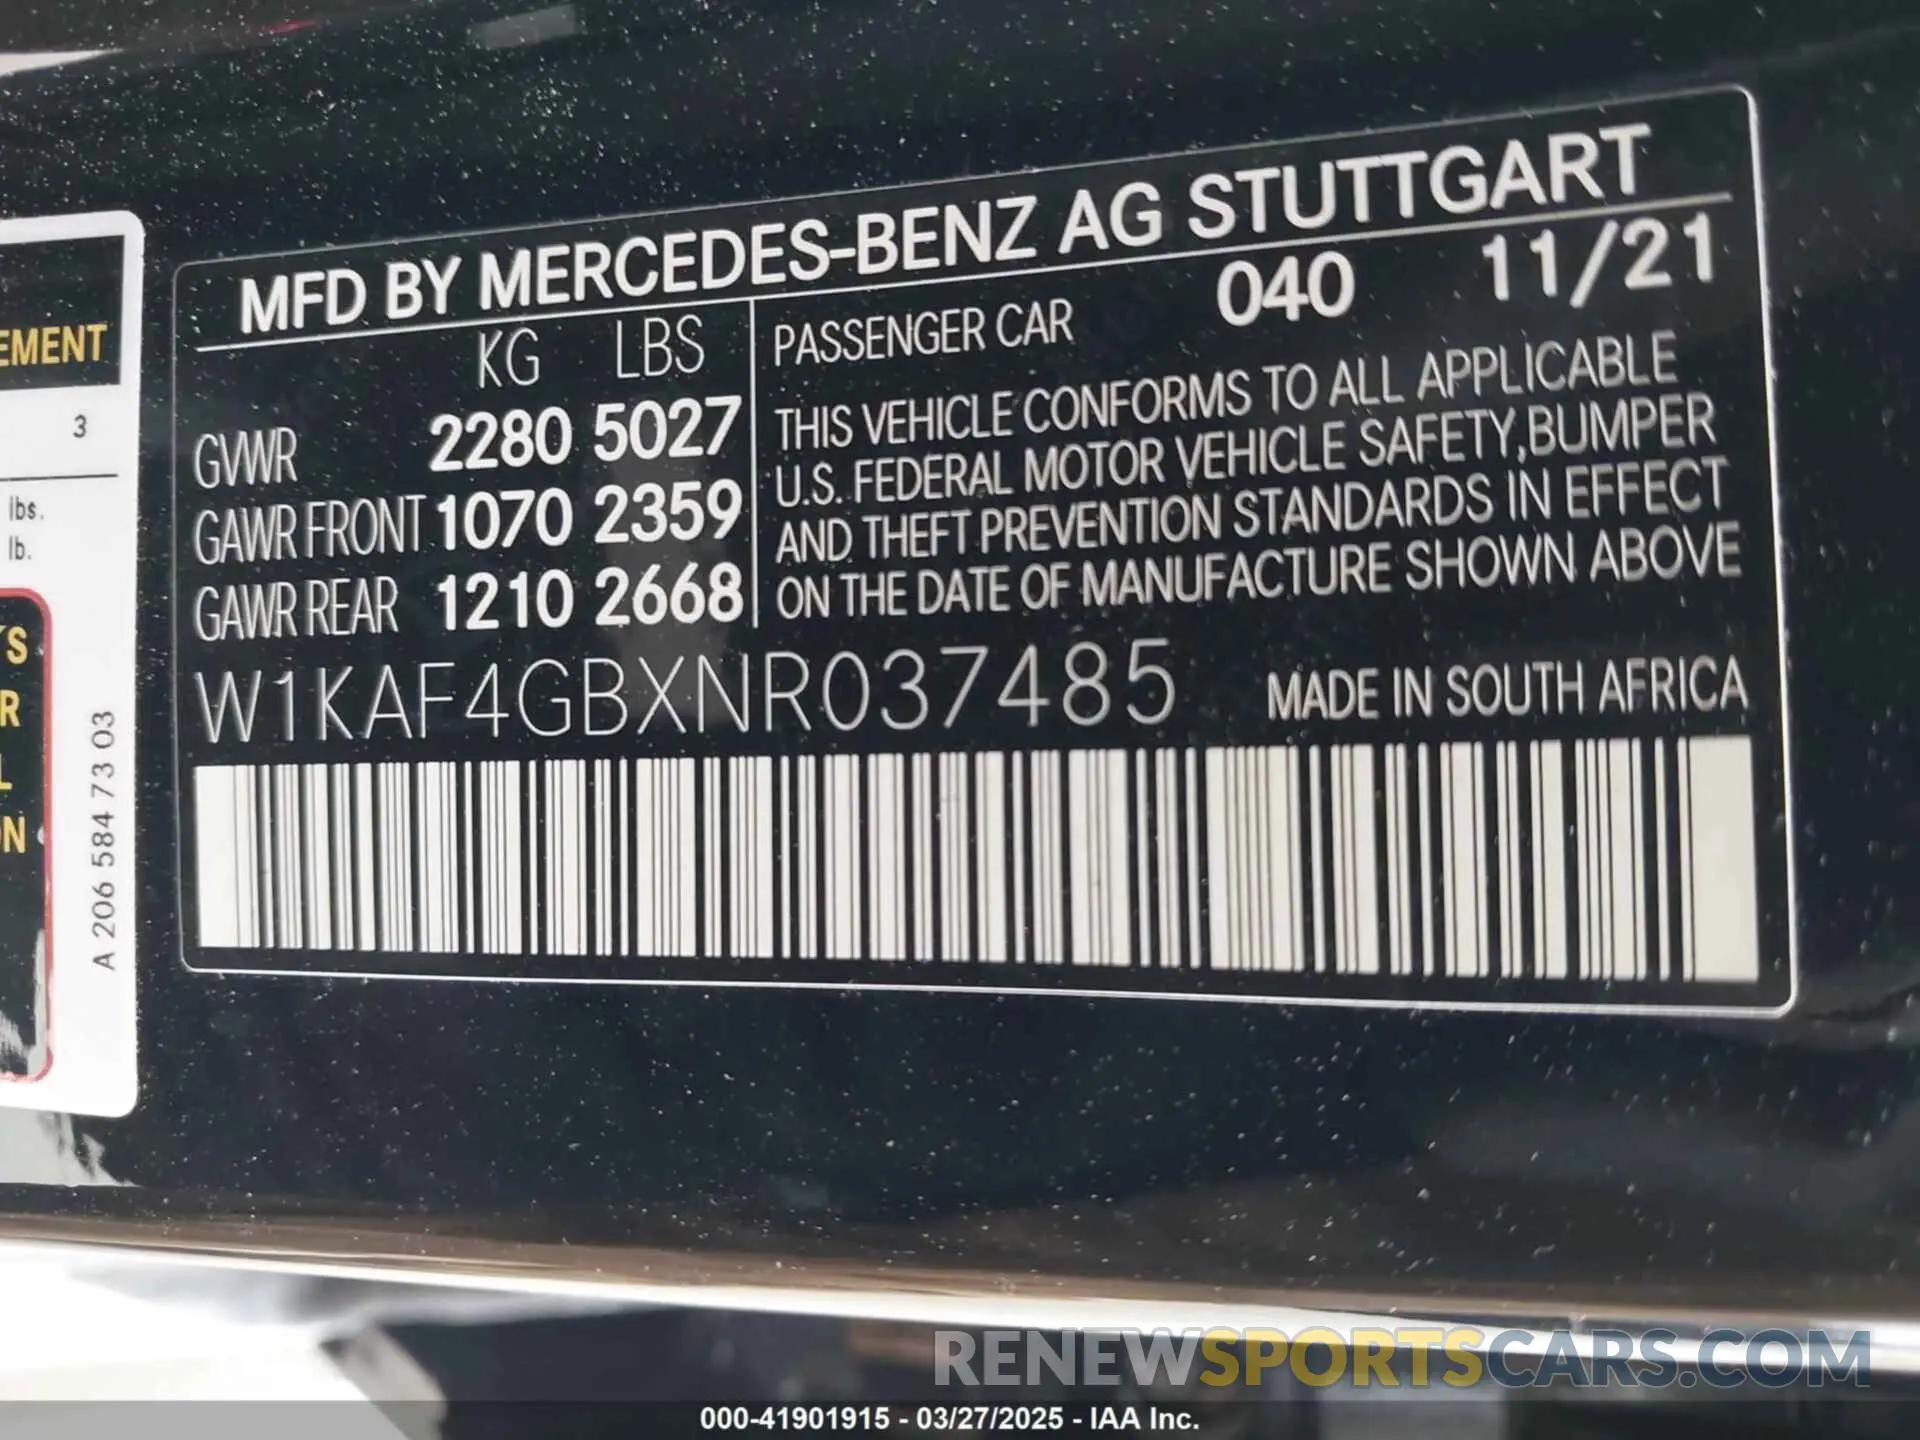 MFD BY MERCEDES-BENZ AG STUTTGART
KG LBS
GVWR 2280 5027
GAWR FRONT 1070 2359
GAWR REAR 1210 2668
PASSENGER CAR 040 11/21
THIS VEHICLE CONFORMS TO ALL APPLICABLE
U.S. FEDERAL MOTOR VEHICLE SAFETY,BUMPER
AND THEFT PREVENTION STANDARDS IN EFFECT
ON THE DATE OF MANUFACTURE SHOWN ABOVE
W1KAF4GBXNR037485 MADE IN SOUTH AFRICA
EMENT
3
lbs.
lb.
'S
R
L
ON
A 206 584 73 03
RENEWSPORTSCARS.COM
000-41901915 - 03/27/2025 - IAA Inc.